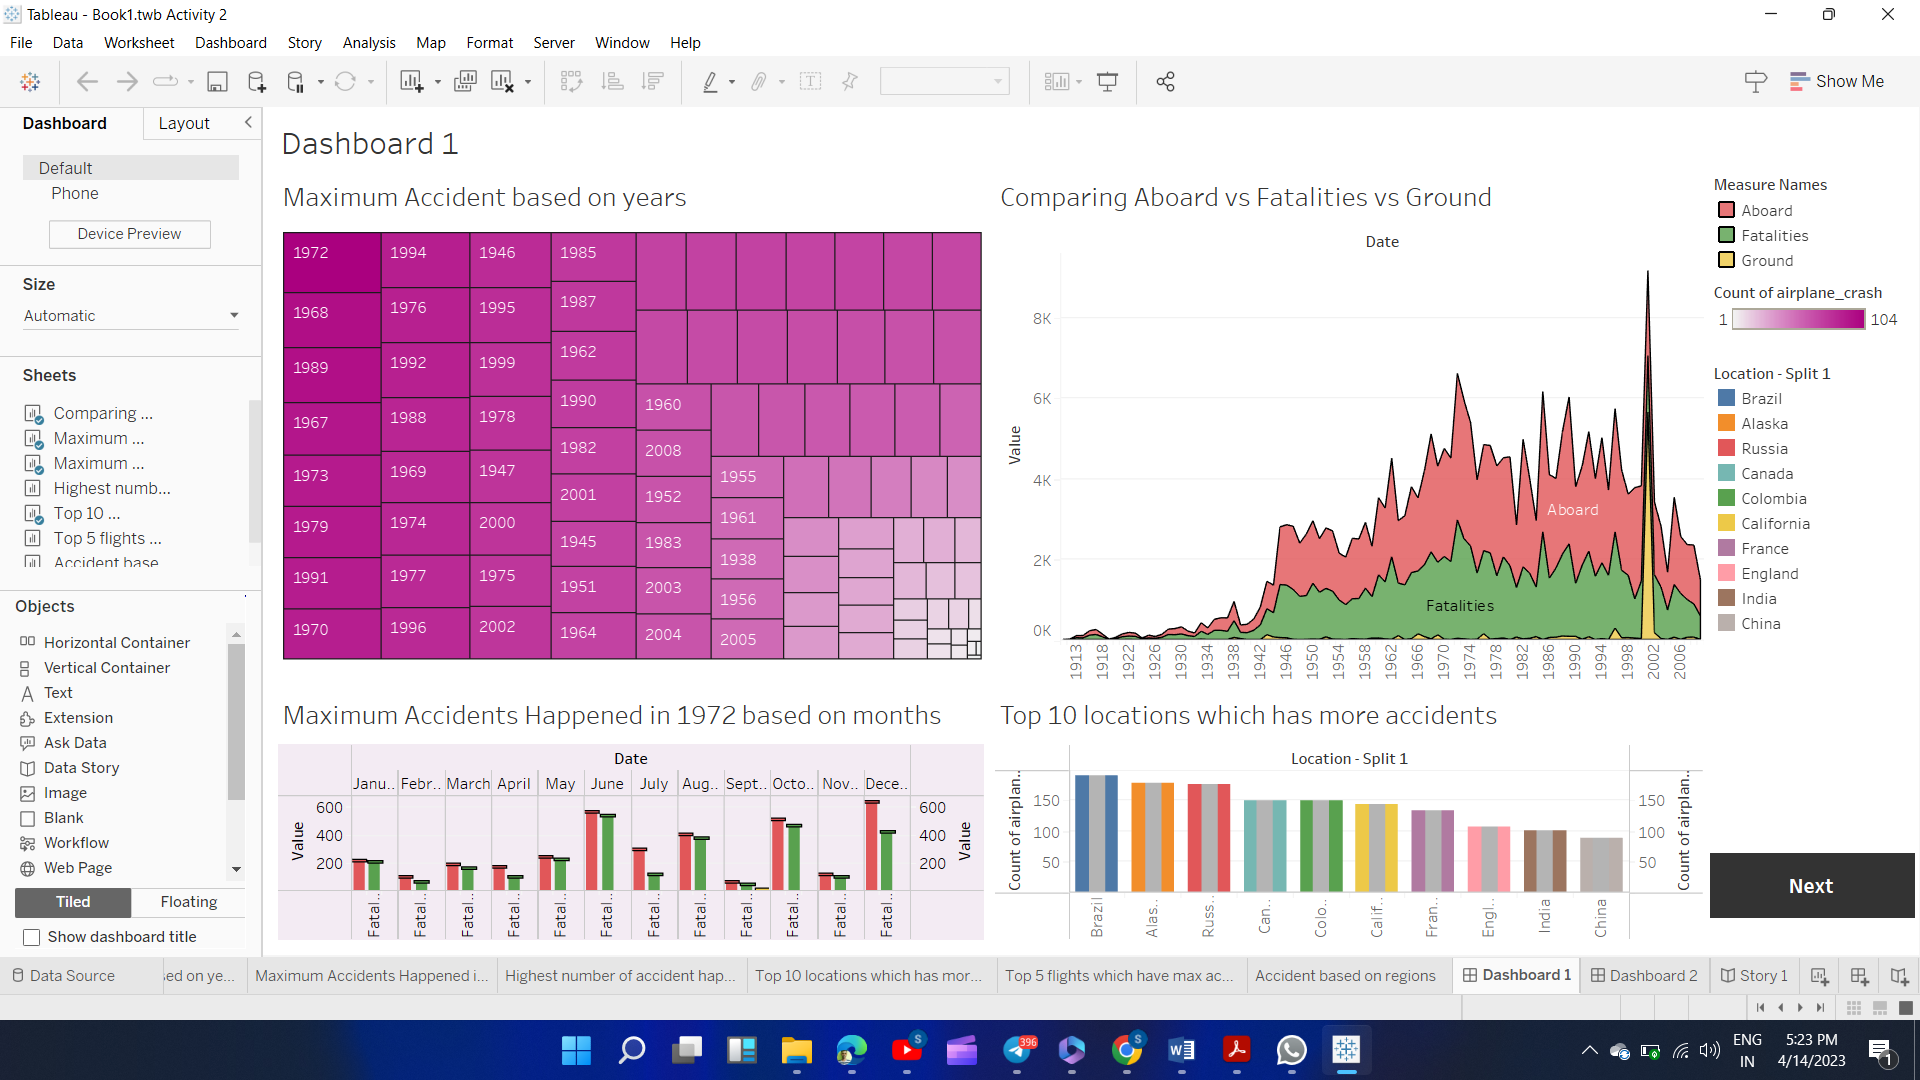 Tableau - Book1.twb Activity 2
File Data Worksheet Dashboard Story Analysis Map Format Server Window Help
Show Me
Dashboard Layout
Default
Phone
Device Preview
Size
Automatic
Sheets
Comparing ...
Maximum ...
Maximum ...
Highest numb...
Top 10 ...
Top 5 flights ...
Accident base
Objects
Horizontal Container
Vertical Container
Text
Extension
Ask Data
Data Story
Image
Blank
Workflow
Web Page
Tiled Floating
Show dashboard title
Dashboard 1
Maximum Accident based on years
1972
1968
1989
1967
1973
1979
1991
1970
1994
1976
1992
1988
1969
1974
1977
1996
1946
1995
1999
1978
1947
2000
1975
2002
1985
1987
1962
1990
1982
2001
1945
1951
1964
1960
2008
1952
1983
2003
2004
1955
1961
1938
1956
2005
Comparing Aboard vs Fatalities vs Ground
Date
Value
8K
6K
4K
2K
0K
Aboard
Fatalities
1913 1918 1922 1926 1930 1934 1938 1942 1946 1950 1954 1958 1962 1966 1970 1974 1978 1982 1986 1990 1994 1998 2002 2006
Measure Names
Aboard
Fatalities
Ground
Count of airplane_crash
1 104
Location - Split 1
Brazil
Alaska
Russia
Canada
Colombia
California
France
England
India
China
Maximum Accidents Happened in 1972 based on months
Date
Janu.. Febr.. March April May June July Aug.. Sept.. Octo.. Nov.. Dece..
Value
600
400
200
600
400
200
Value
Fatal.. Fatal.. Fatal.. Fatal.. Fatal.. Fatal.. Fatal.. Fatal.. Fatal.. Fatal.. Fatal.. Fatal..
Top 10 locations which has more accidents
Location - Split 1
Count of airplan..
150
100
50
150
100
50
Count of airplan..
Brazil Alas.. Russ.. Can.. Colo.. Calif.. Fran.. Engl.. India China
Next
Data Source sed on ye... Maximum Accidents Happened i... Highest number of accident hap... Top 10 locations which has mor... Top 5 flights which have max ac... Accident based on regions Dashboard 1 Dashboard 2 Story 1
S
396
S
ENG
IN
5:23 PM
4/14/2023
1